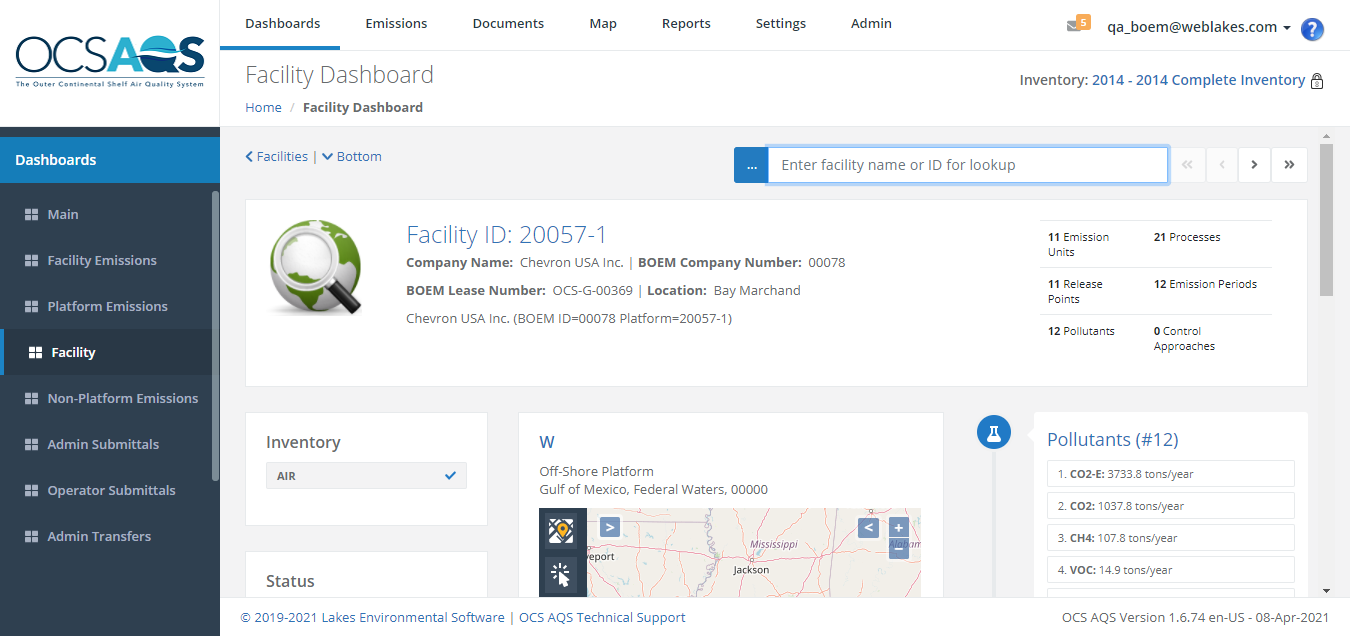 OCSAQS
The Outer Continental Shelf Air Quality System
Dashboards
Emissions
Documents
Map
Reports
Settings
Admin
5
qa_boem@weblakes.com
?
Facility Dashboard
Home / Facility Dashboard
Inventory: 2014 - 2014 Complete Inventory
Dashboards
Main
Facility Emissions
Platform Emissions
Facility
Non-Platform Emissions
Admin Submittals
Operator Submittals
Admin Transfers
Facilities | Bottom
...
Enter facility name or ID for lookup
Facility ID: 20057-1
Company Name: Chevron USA Inc. | BOEM Company Number: 00078
BOEM Lease Number: OCS-G-00369 | Location: Bay Marchand
Chevron USA Inc. (BOEM ID=00078 Platform=20057-1)
11 Emission
Units
21 Processes
11 Release
Points
12 Emission Periods
12 Pollutants
0 Control
Approaches
Inventory
AIR
Status
W
Off-Shore Platform
Gulf of Mexico, Federal Waters, 00000
>
<
+
−
Mississippi
Alabam
eport
Jackson
Pollutants (#12)
1. CO2-E: 3733.8 tons/year
2. CO2: 1037.8 tons/year
3. CH4: 107.8 tons/year
4. VOC: 14.9 tons/year
© 2019-2021 Lakes Environmental Software | OCS AQS Technical Support
OCS AQS Version 1.6.74 en-US - 08-Apr-2021